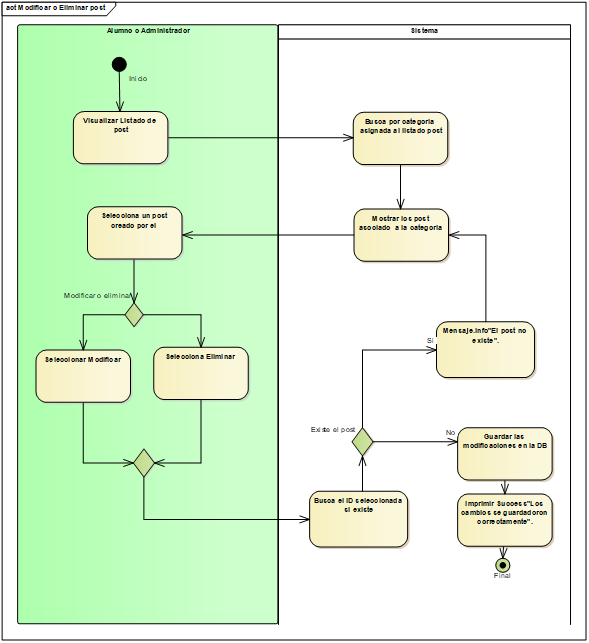 act Modificar o Eliminar post
Alumno o Administrador
Sistema
Inicio
Visualizar Listado de
post
Busca por categoria
asignada al listado post
Selecciona un post
creado por el
Mostrar los post
asociado a la categoria
Modificar o eliminar
Seleccionar Modificar
Selecciona Eliminar
Mensaje.Info"El post no
existe".
Si
Existe el post
No
Guardar las
modificaciones en la DB
Busca el ID seleccionada
si existe
Imprimir Success"Los
cambios se guardadoron
correctamente".
Final